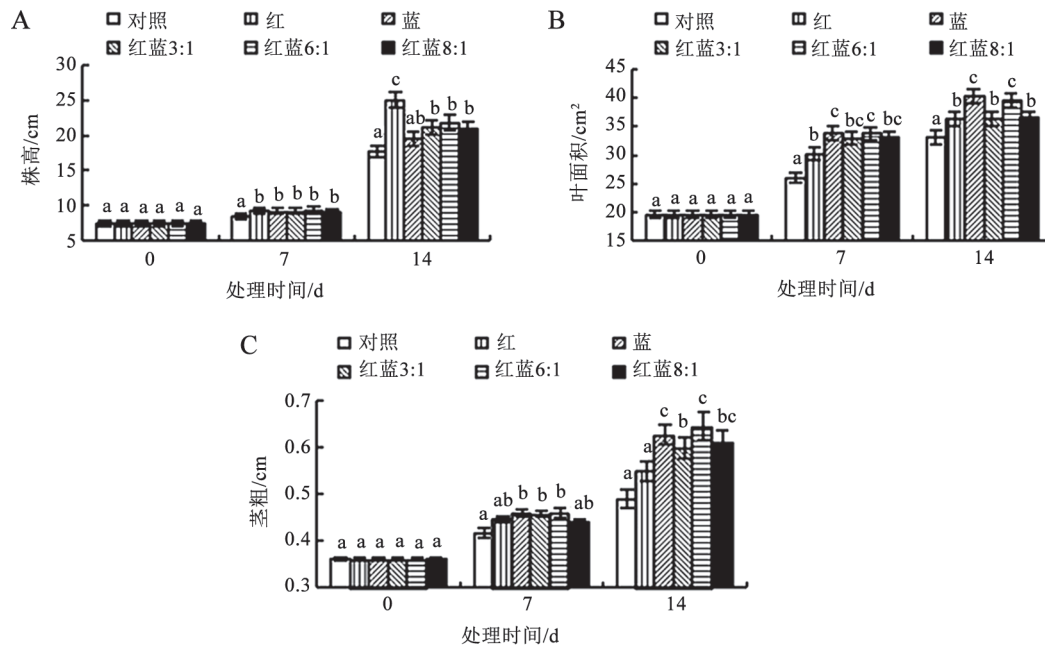 A
对照 红 蓝
红蓝3:1 红蓝6:1 红蓝8:1
株高/cm
30
25
20
15
10
5
a a a a a a
a b b b b b
a c ab b b b
0 7 14
处理时间/d
B
对照 红 蓝
红蓝3:1 红蓝6:1 红蓝8:1
叶面积/cm²
45
40
35
30
25
20
15
a a a a a a
a b c bc c bc
a b c b c b
0 7 14
处理时间/d
C
对照 红 蓝
红蓝3:1 红蓝6:1 红蓝8:1
茎粗/cm
0.7
0.6
0.5
0.4
0.3
a a a a a a
a ab b b b ab
a a c b c bc
0 7 14
处理时间/d